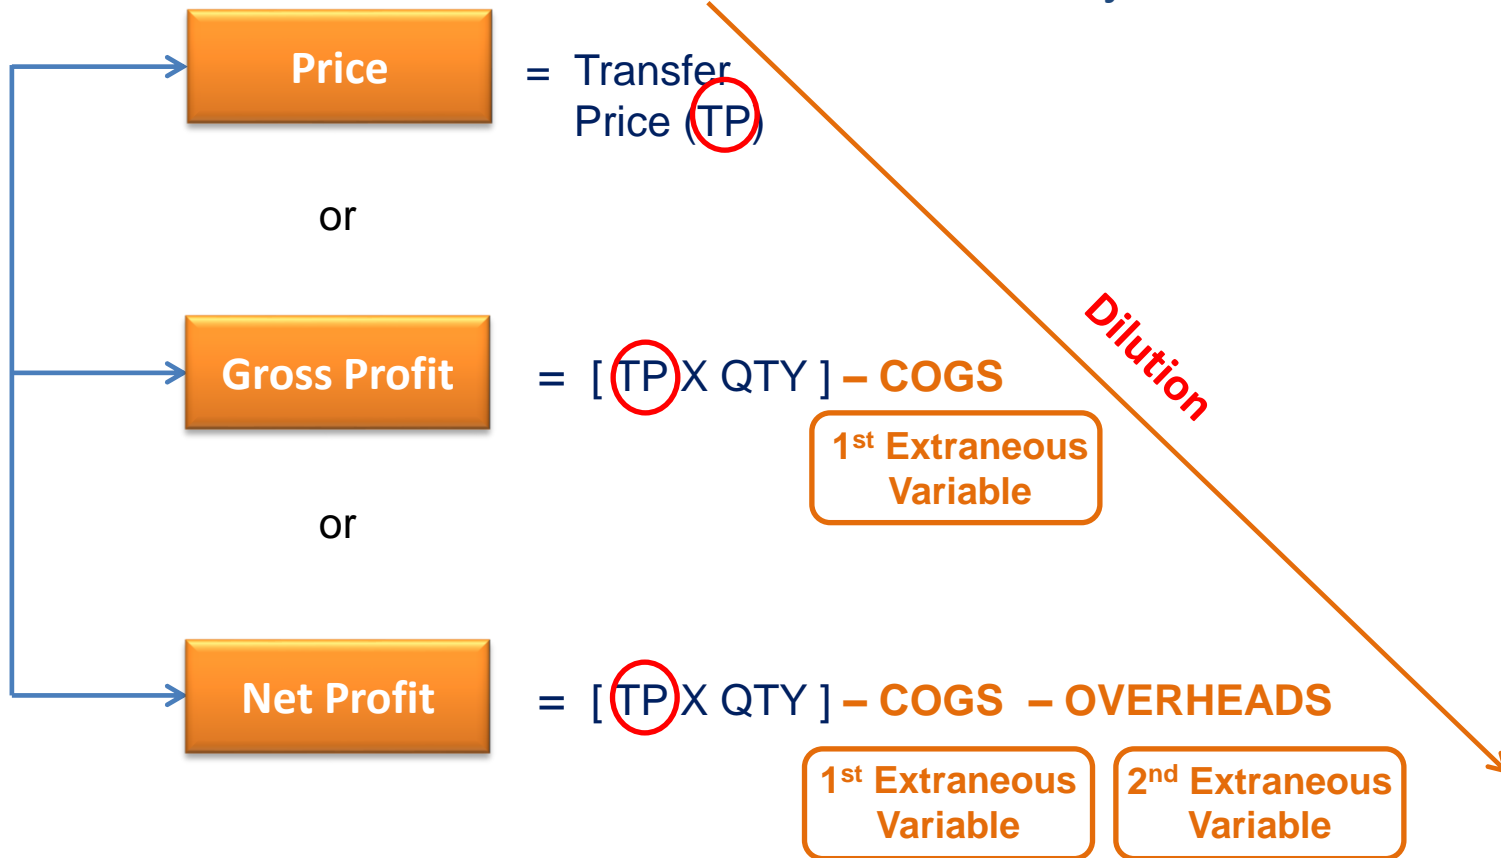 Price
= Transfer
Price (TP)
or
Dilution
Gross Profit
= [ TP X QTY ] – COGS
1st Extraneous
Variable
or
Net Profit
= [ TP X QTY ] – COGS – OVERHEADS
1st Extraneous
Variable
2nd Extraneous
Variable